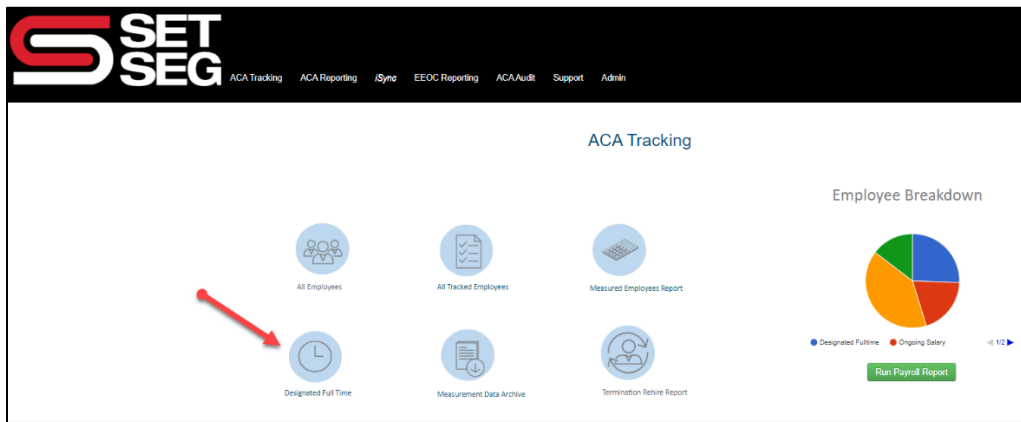 SET
SEG
ACA Tracking ACA Reporting iSync EEOC Reporting ACA Audit Support Admin
ACA Tracking
Employee Breakdown
All Employees
All Tracked Employees
Measured Employees Report
Designated Fulltime
Ongoing Salary
1/2
Run Payroll Report
Designated Full Time
Measurement Data Archive
Termination Rehire Report